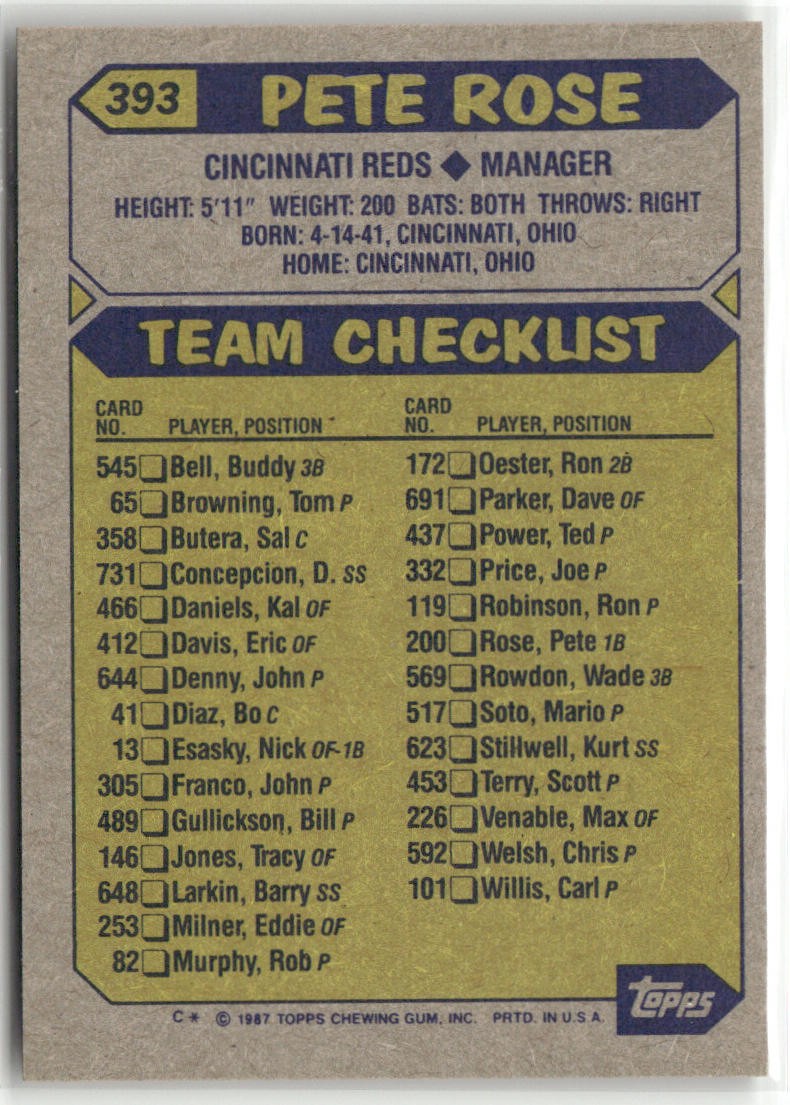 393 PETE ROSE
CINCINNATI REDS ◆ MANAGER
HEIGHT: 5'11" WEIGHT: 200 BATS: BOTH THROWS: RIGHT
BORN: 4-14-41, CINCINNATI, OHIO
HOME: CINCINNATI, OHIO
TEAM CHECKLIST
CARD
NO. PLAYER, POSITION
545 Bell, Buddy 3B
65 Browning, Tom P
358 Butera, Sal C
731 Concepcion, D. SS
466 Daniels, Kal OF
412 Davis, Eric OF
644 Denny, John P
41 Diaz, Bo C
13 Esasky, Nick OF-1B
305 Franco, John P
489 Gullickson, Bill P
146 Jones, Tracy OF
648 Larkin, Barry SS
253 Milner, Eddie OF
82 Murphy, Rob P
CARD
NO. PLAYER, POSITION
172 Oester, Ron 2B
691 Parker, Dave OF
437 Power, Ted P
332 Price, Joe P
119 Robinson, Ron P
200 Rose, Pete 1B
569 Rowdon, Wade 3B
517 Soto, Mario P
623 Stillwell, Kurt SS
453 Terry, Scott P
226 Venable, Max OF
592 Welsh, Chris P
101 Willis, Carl P
topps
C* © 1987 TOPPS CHEWING GUM, INC. PRTD. IN U.S.A.